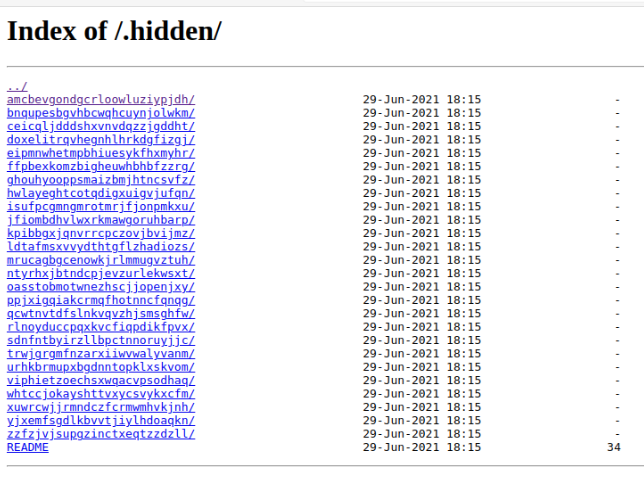 Index of /.hidden/
../
amcbevgondgcrloowluziypjdh/ 29-Jun-2021 18:15 -
bnqupesbgvhbcwqhcuynjolwkm/ 29-Jun-2021 18:15 -
ceicqljdddshxvnvdqzzjgddht/ 29-Jun-2021 18:15 -
doxelitrqvhegnhlhrkdgfizgj/ 29-Jun-2021 18:15 -
eipmnwhetmpbhiuesykfhxmyhr/ 29-Jun-2021 18:15 -
ffpbexkomzbigheuwhbhbfzzrg/ 29-Jun-2021 18:15 -
ghouhyooppsmaizbmjhtncsvfz/ 29-Jun-2021 18:15 -
hwlayeghtcotqdigxuigvjufqn/ 29-Jun-2021 18:15 -
isufpcgmngmrotmrjfjonpmkxu/ 29-Jun-2021 18:15 -
jfiombdhvlwxrkmawgoruhbarp/ 29-Jun-2021 18:15 -
kpibbgxjqnvrrcpczovjbvijmz/ 29-Jun-2021 18:15 -
ldtafmsxvvydthtgflzhadiozs/ 29-Jun-2021 18:15 -
mrucagbgcenowkjrlmmugvztuh/ 29-Jun-2021 18:15 -
ntyrhxjbtndcpjevzurlekwsxt/ 29-Jun-2021 18:15 -
oasstobmotwnezhscjjopenjxy/ 29-Jun-2021 18:15 -
ppjxigqiakcrmqfhotnncfqnqg/ 29-Jun-2021 18:15 -
qcwtnvtdfslnkvqvzhjsmsghfw/ 29-Jun-2021 18:15 -
rlnoyduccpqxkvcfiqpdikfpvx/ 29-Jun-2021 18:15 -
sdnfntbyirzllbpctnnoruyjjc/ 29-Jun-2021 18:15 -
trwjgrgmfnzarxiiwvwalyvanm/ 29-Jun-2021 18:15 -
urhkbrmupxbgdnntopklxskvom/ 29-Jun-2021 18:15 -
viphietzoechsxwqacvpsodhaq/ 29-Jun-2021 18:15 -
whtccjokayshttvxycsvykxcfm/ 29-Jun-2021 18:15 -
xuwrcwjjrmndczfcrmwmhvkjnh/ 29-Jun-2021 18:15 -
yjxemfsgdlkbvvtjiylhdoaqkn/ 29-Jun-2021 18:15 -
zzfzjvjsupgzinctxeqtzzdzll/ 29-Jun-2021 18:15 -
README 29-Jun-2021 18:15 34